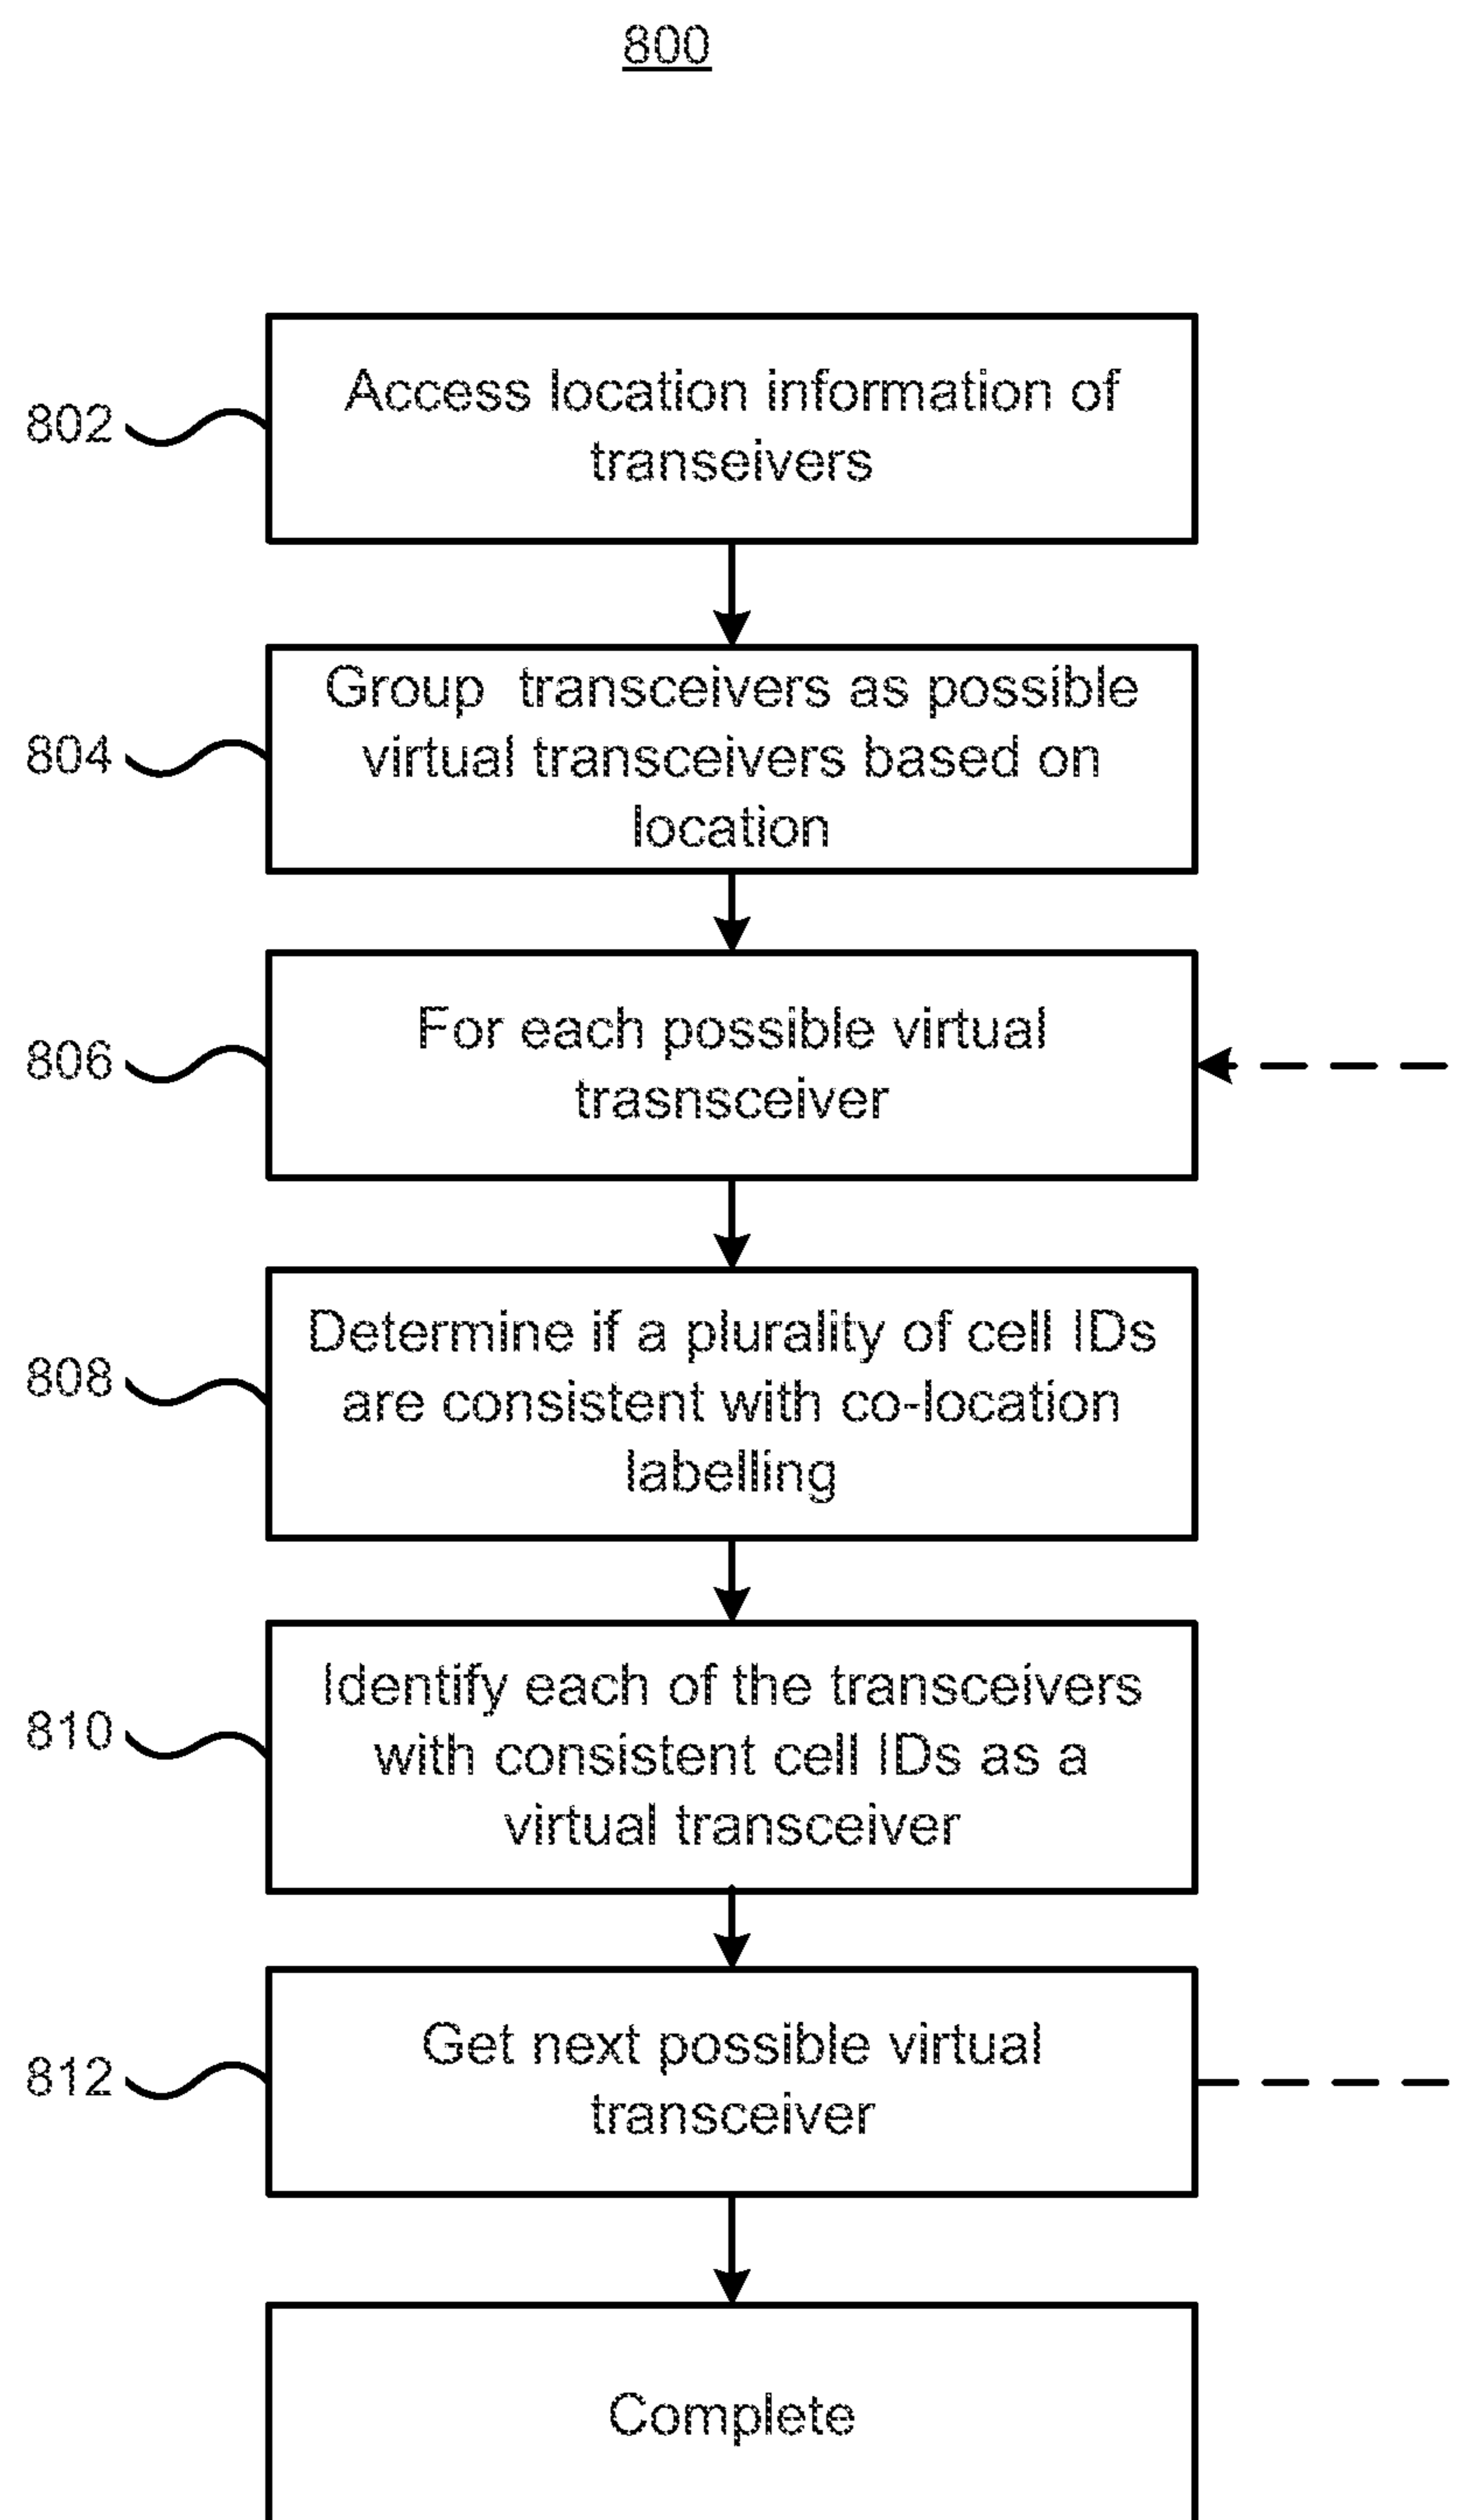 800
802
Access location information of
transeivers
804
Group transceivers as possible
virtual transceivers based on
location
806
For each possible virtual
trasnsceiver
808
Determine if a plurality of cell IDs
are consistent with co-location
labelling
810
Identify each of the transceivers
with consistent cell IDs as a
virtual transceiver
812
Get next possible virtual
transceiver
Complete